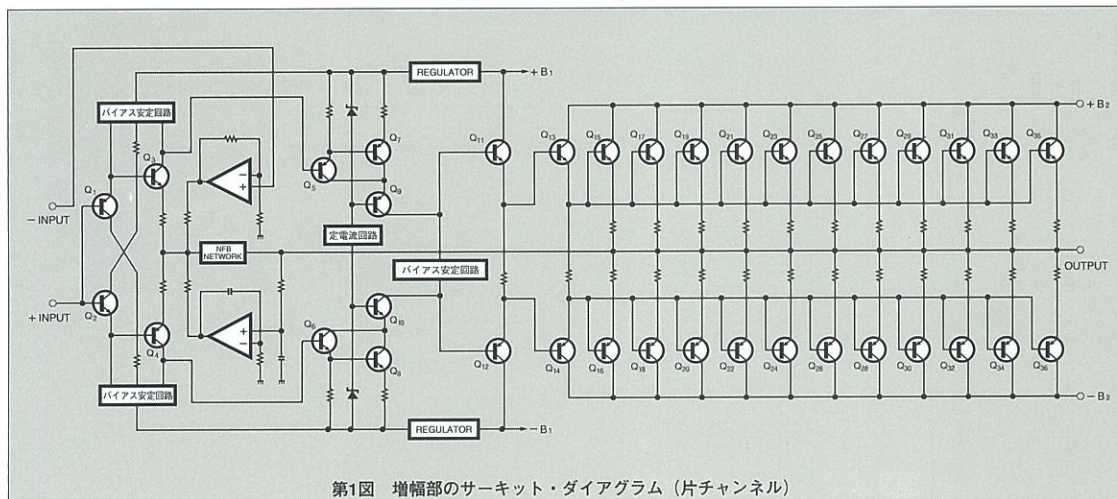 REGULATOR
+B₁
+B₂
バイアス安定回路
Q₃
Q₇
Q₁₁
Q₁₃
Q₁₅
Q₁₇
Q₁₉
Q₂₁
Q₂₃
Q₂₅
Q₂₇
Q₂₉
Q₃₁
Q₃₃
Q₃₅
−
+
Q₅
Q₁
Q₉
− INPUT
定電流回路
NFB
NETWORK
OUTPUT
バイアス安定回路
+ INPUT
Q₂
Q₁₀
+
−
Q₆
Q₄
Q₈
Q₁₂
Q₁₄
Q₁₆
Q₁₈
Q₂₀
Q₂₂
Q₂₄
Q₂₆
Q₂₈
Q₃₀
Q₃₂
Q₃₄
Q₃₆
バイアス安定回路
−B₂
REGULATOR
−B₁
第1図 増幅部のサーキット・ダイアグラム（片チャンネル）